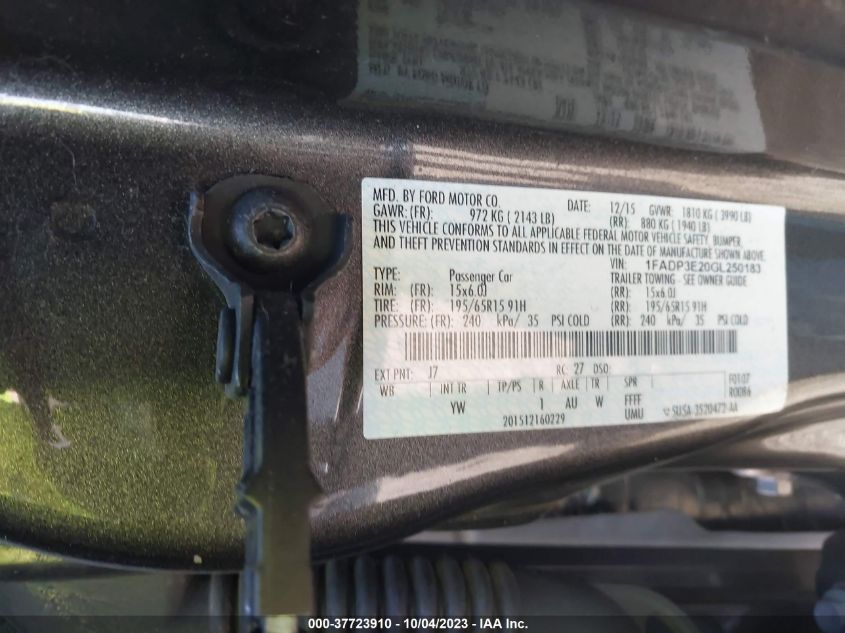 MFD. BY FORD MOTOR CO. DATE: 12/15 GVWR: 1810 KG ( 3990 LB)
GAWR:(FR): 972 KG ( 2143 LB) (RR): 880 KG ( 1940 LB)
THIS VEHICLE CONFORMS TO ALL APPLICABLE FEDERAL MOTOR VEHICLE SAFETY, BUMPER,
AND THEFT PREVENTION STANDARDS IN EFFECT ON THE DATE OF MANUFACTURE SHOWN ABOVE.
VIN: 1FADP3E20GL250183
TYPE: Passenger Car TRAILER TOWING - SEE OWNER GUIDE
RIM: (FR): 15x6.0J (RR): 15x6.0J
TIRE: (FR): 195/65R15 91H (RR): 195/65R15 91H
PRESSURE: (FR): 240 kPa/ 35 PSI COLD (RR): 240 kPa/ 35 PSI COLD
EXT PNT: J7 RC: 27 DSO: F0107
WB INT TR TP/PS R AXLE TR SPR R0086
YW 1 AU W FFFF
UMU
201512160229 SU5A-3520472-AA
000-37723910 - 10/04/2023 - IAA Inc.